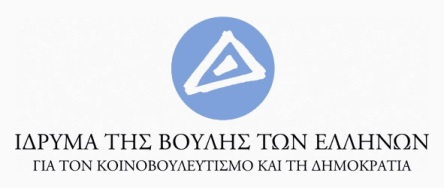 ΙΔΡΥΜΑ ΤΗΣ ΒΟΥΛΗΣ ΤΩΝ ΕΛΛΗΝΩΝ
ΓΙΑ ΤΟΝ ΚΟΙΝΟΒΟΥΛΕΥΤΙΣΜΟ ΚΑΙ ΤΗ ΔΗΜΟΚΡΑΤΙΑ